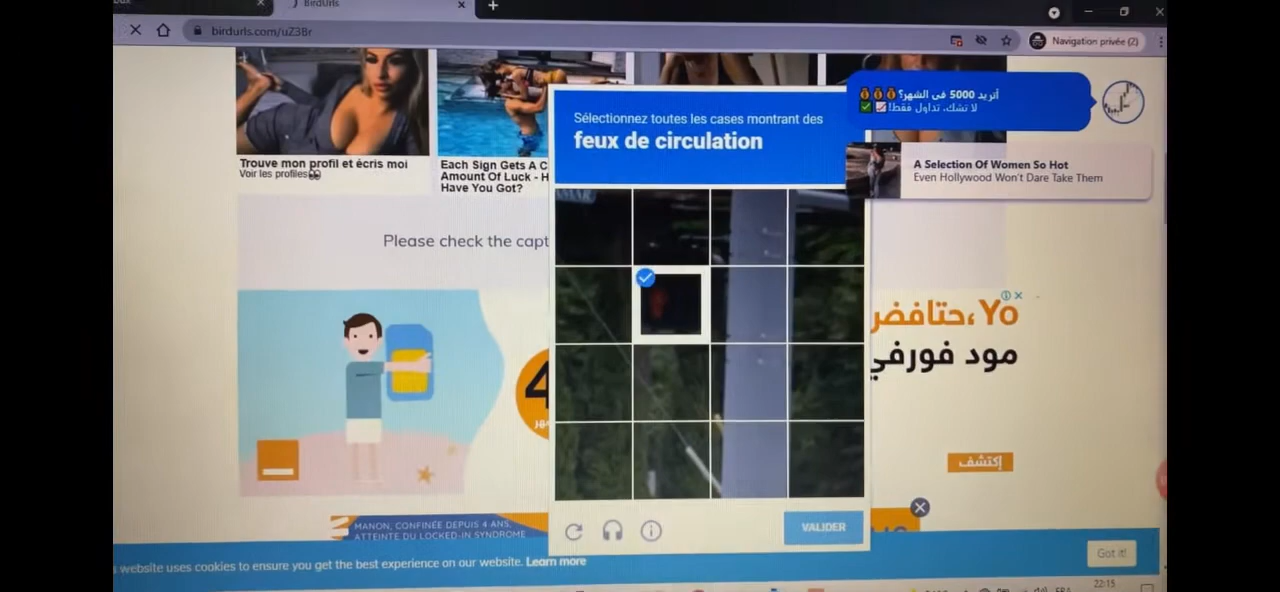 BirdUrls
birdurls.com/uZ3Br
Navigation privée (2)
Trouve mon profil et écris moi
Voir les profiles
Each Sign Gets A C
Amount Of Luck - H
Have You Got?
Sélectionnez toutes les cases montrant des
feux de circulation
أتريد 5000 في الشهر؟
لا تشك، تداول فقط!
A Selection Of Women So Hot
Even Hollywood Won't Dare Take Them
Please check the capt
حتافضر، Yo
مود فورفي
4
إكتشف
VALIDER
MANON, CONFINÉE DEPUIS 4 ANS,
ATTEINTE DU LOCKED-IN SYNDROME
website uses cookies to ensure you get the best experience on our website. Learn more
Got it!
22:15
FRA